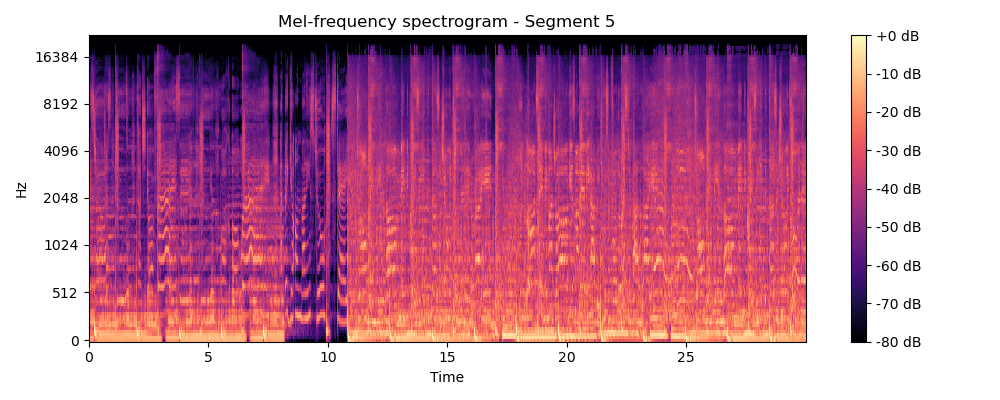 Mel-frequency spectrogram - Segment 5
Hz
16384
8192
4096
2048
1024
512
0
0
5
10
15
20
25
Time
+0 dB
-10 dB
-20 dB
-30 dB
-40 dB
-50 dB
-60 dB
-70 dB
-80 dB